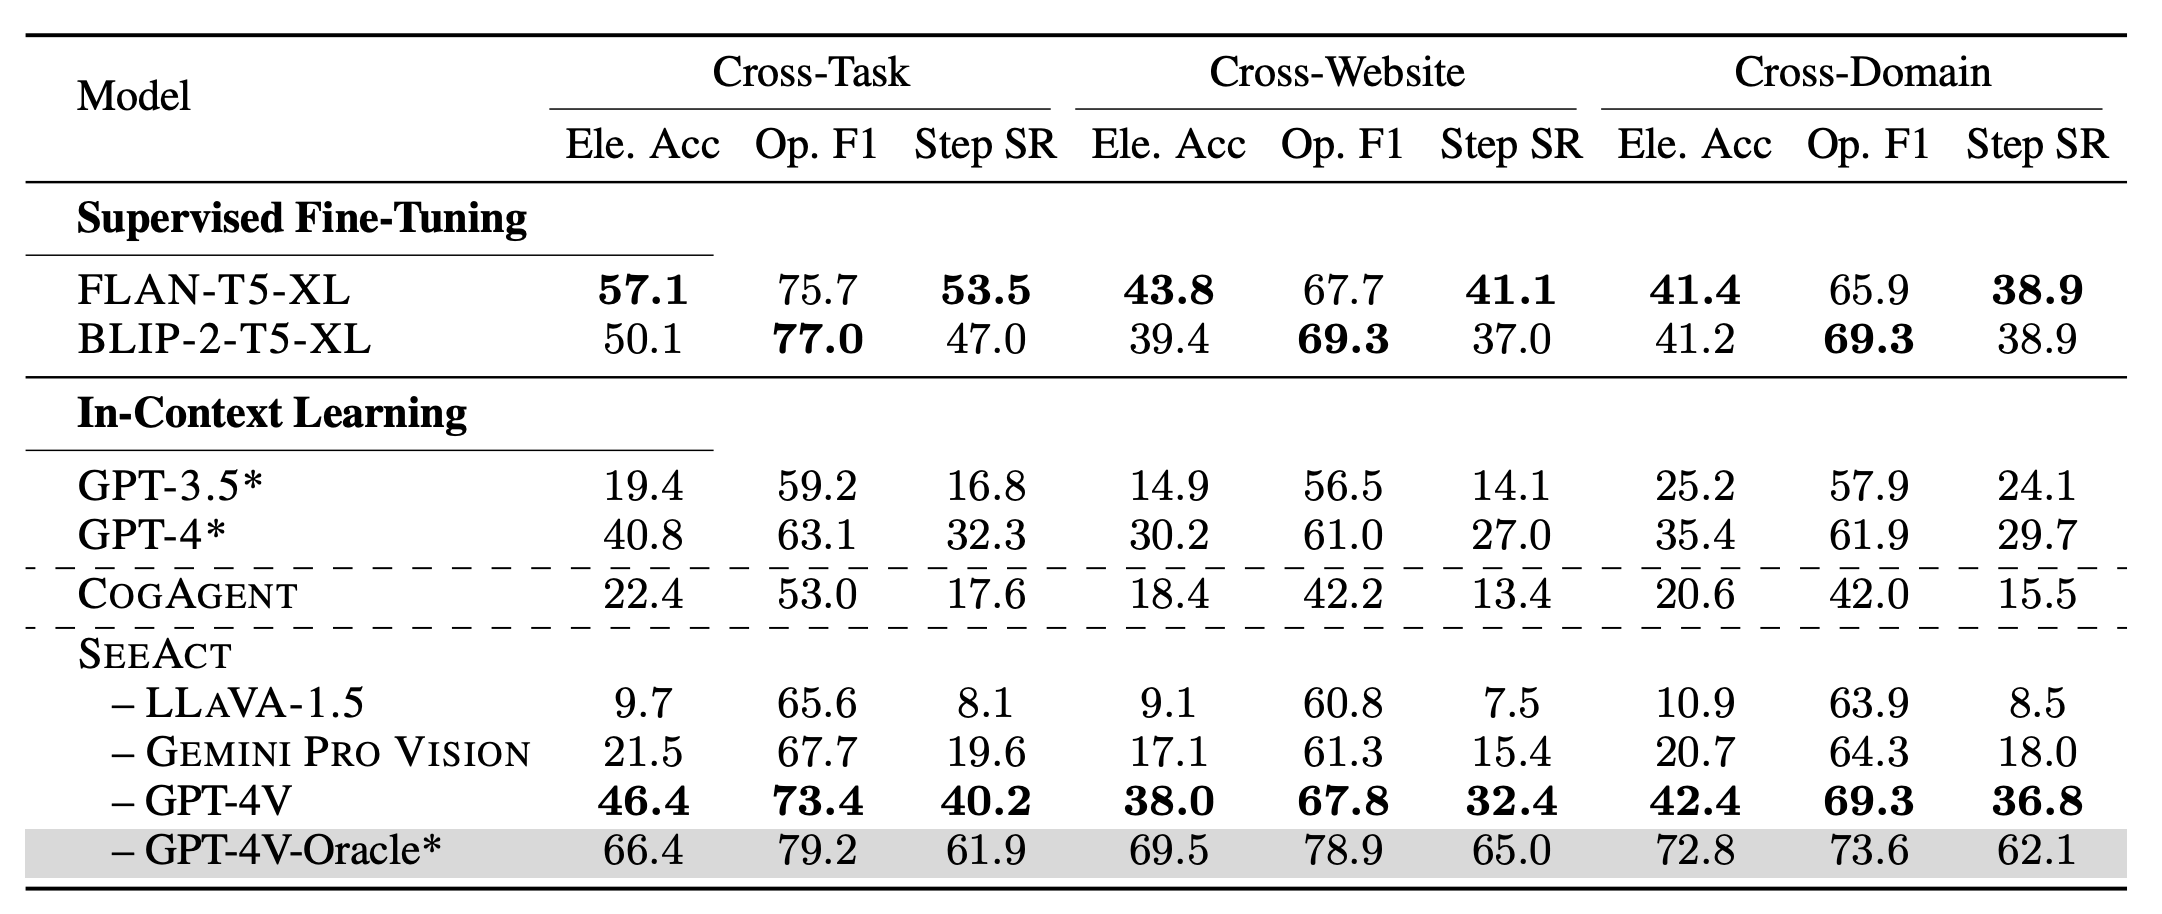 Model Cross-Task Cross-Website Cross-Domain
Ele. Acc Op. F1 Step SR Ele. Acc Op. F1 Step SR Ele. Acc Op. F1 Step SR
Supervised Fine-Tuning
FLAN-T5-XL 57.1 75.7 53.5 43.8 67.7 41.1 41.4 65.9 38.9
BLIP-2-T5-XL 50.1 77.0 47.0 39.4 69.3 37.0 41.2 69.3 38.9
In-Context Learning
GPT-3.5* 19.4 59.2 16.8 14.9 56.5 14.1 25.2 57.9 24.1
GPT-4* 40.8 63.1 32.3 30.2 61.0 27.0 35.4 61.9 29.7
COGAGENT 22.4 53.0 17.6 18.4 42.2 13.4 20.6 42.0 15.5
SEEACT
– LLAVA-1.5 9.7 65.6 8.1 9.1 60.8 7.5 10.9 63.9 8.5
– GEMINI PRO VISION 21.5 67.7 19.6 17.1 61.3 15.4 20.7 64.3 18.0
– GPT-4V 46.4 73.4 40.2 38.0 67.8 32.4 42.4 69.3 36.8
– GPT-4V-Oracle* 66.4 79.2 61.9 69.5 78.9 65.0 72.8 73.6 62.1